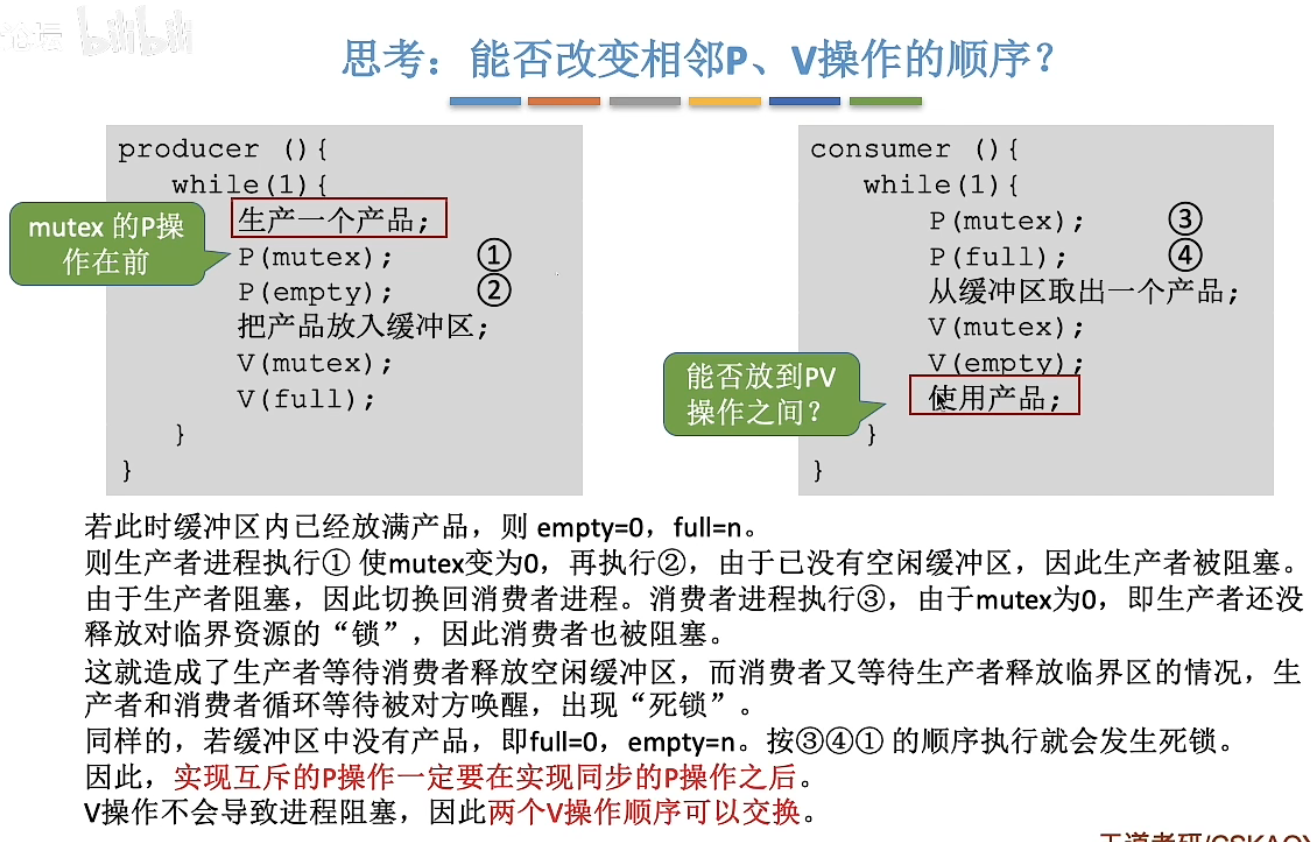 论坛 bilibili
思考：能否改变相邻P、V操作的顺序？
producer (){
while(1){
生产一个产品;
P(mutex); ①
P(empty); ②
把产品放入缓冲区;
V(mutex);
V(full);
}
}
mutex 的P操
作在前
consumer (){
while(1){
P(mutex); ③
P(full); ④
从缓冲区取出一个产品;
V(mutex);
V(empty);
使用产品;
}
}
能否放到PV
操作之间？
若此时缓冲区内已经放满产品，则 empty=0，full=n。
则生产者进程执行① 使mutex变为0，再执行②，由于已没有空闲缓冲区，因此生产者被阻塞。
由于生产者阻塞，因此切换回消费者进程。消费者进程执行③，由于mutex为0，即生产者还没
释放对临界资源的“锁”，因此消费者也被阻塞。
这就造成了生产者等待消费者释放空闲缓冲区，而消费者又等待生产者释放临界区的情况，生
产者和消费者循环等待被对方唤醒，出现“死锁”。
同样的，若缓冲区中没有产品，即full=0，empty=n。按③④① 的顺序执行就会发生死锁。
因此，实现互斥的P操作一定要在实现同步的P操作之后。
V操作不会导致进程阻塞，因此两个V操作顺序可以交换。